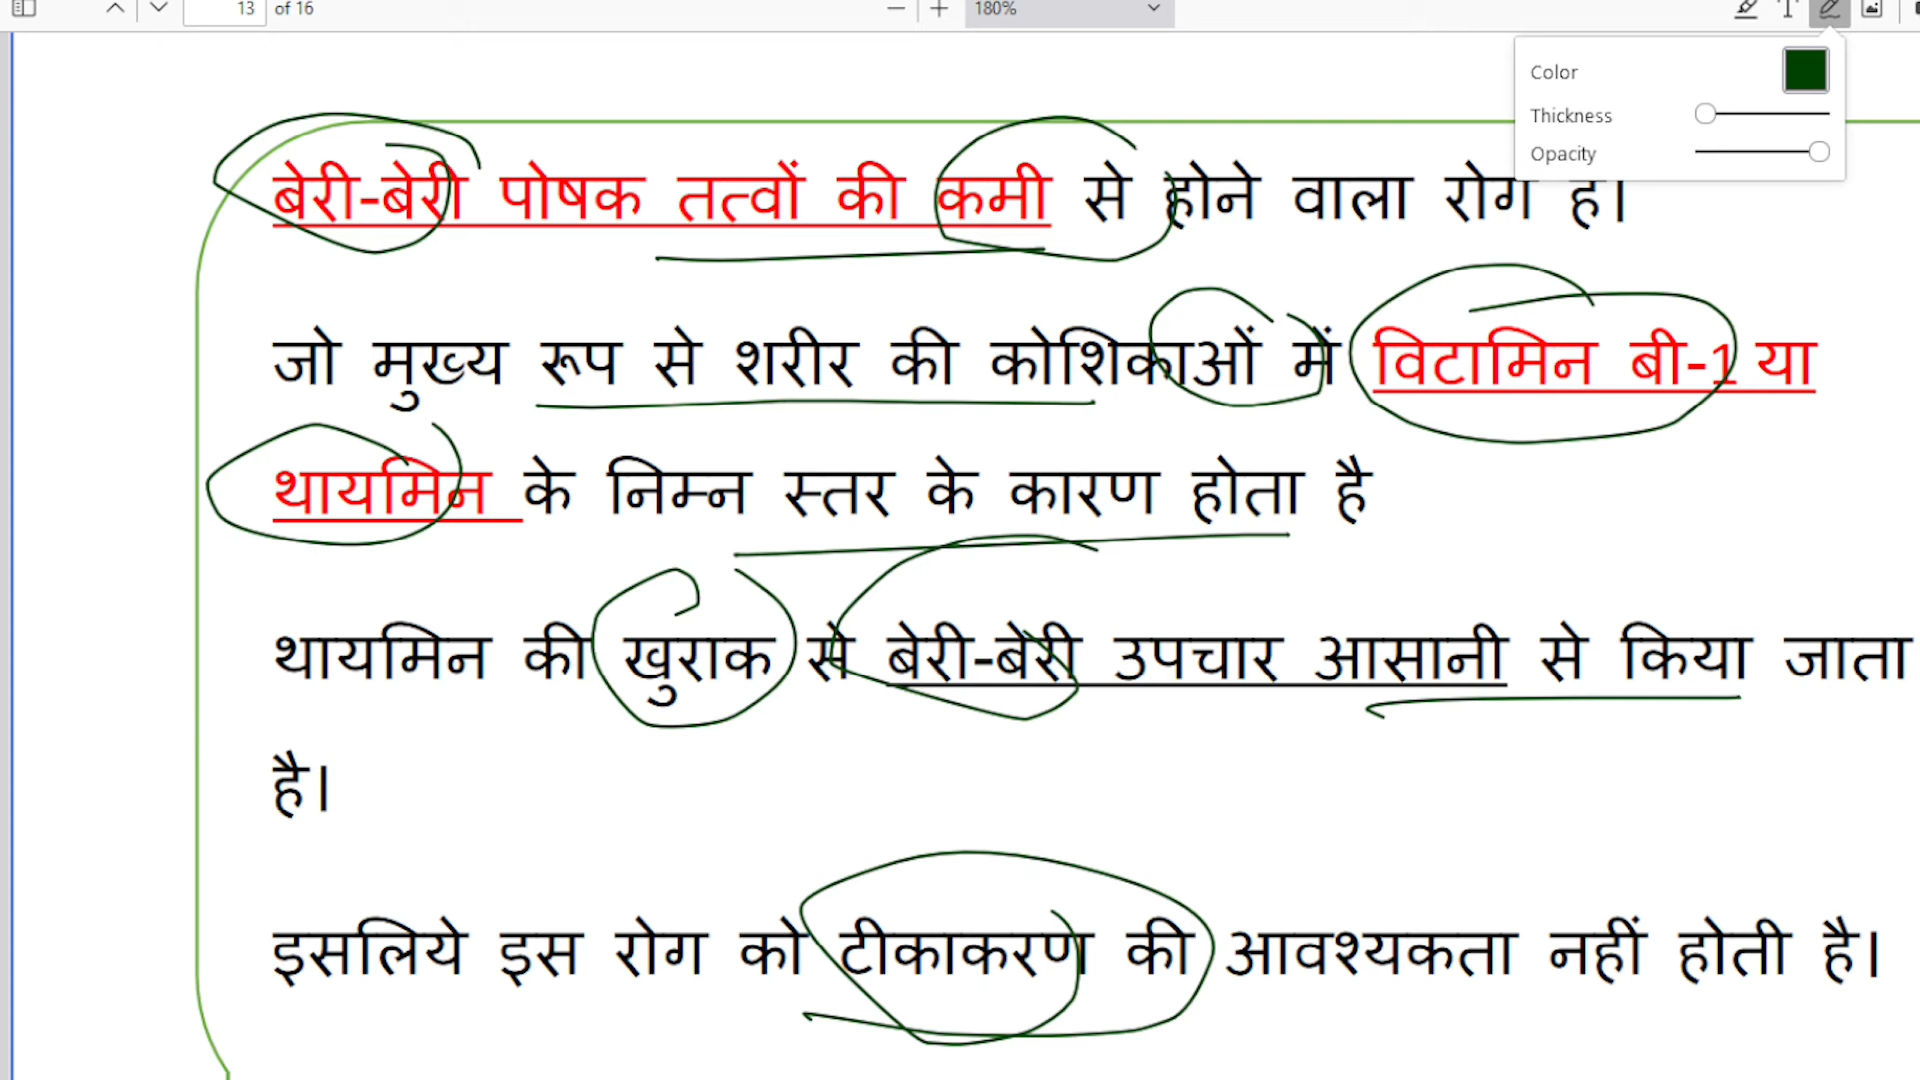 13 of 16
180%
Color
Thickness
Opacity
बेरी-बेरी पोषक तत्वों की कमी से होने वाला रोग है।
जो मुख्य रूप से शरीर की कोशिकाओं में विटामिन बी-1 या
थायमिन के निम्न स्तर के कारण होता है
थायमिन की खुराक से बेरी-बेरी उपचार आसानी से किया जाता
है।
इसलिये इस रोग को टीकाकरण की आवश्यकता नहीं होती है।